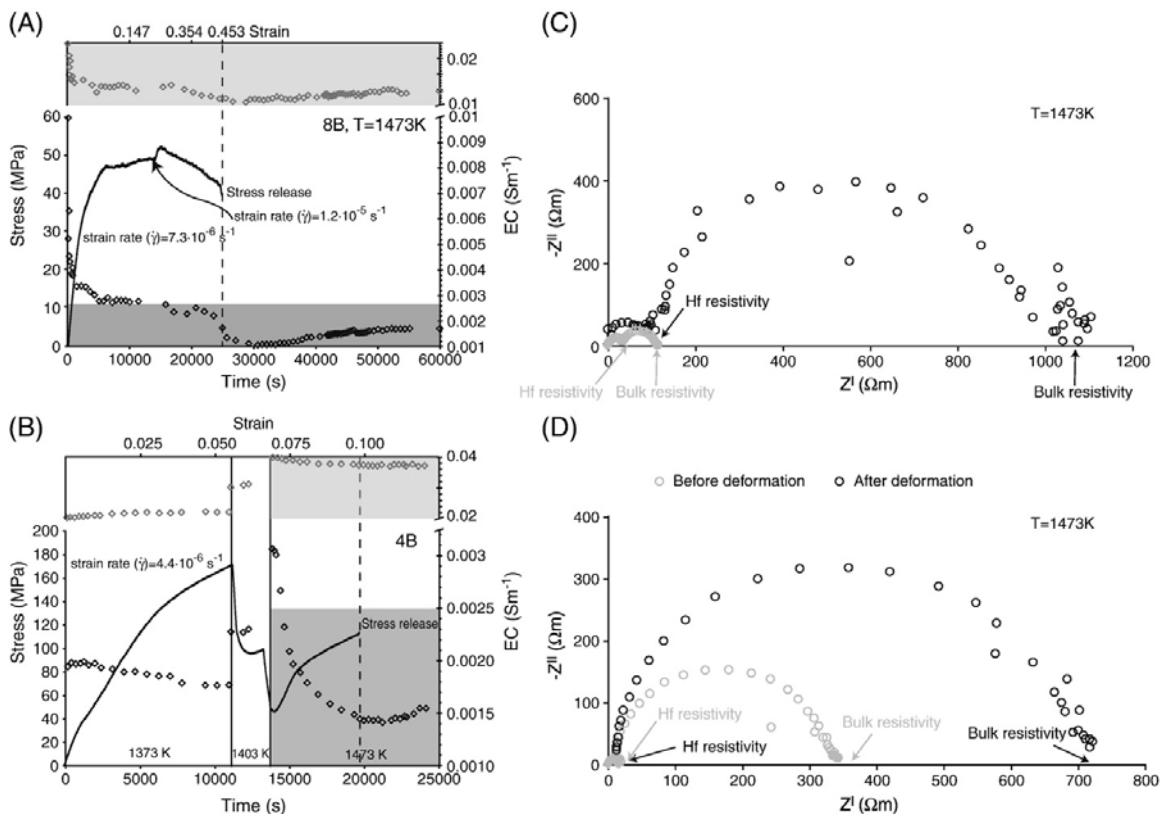 (A)
0.147 0.354 0.453 Strain
0.02
0.01
60
50
40
30
20
10
0
Stress (MPa)
8B, T=1473K
Stress release
strain rate (γ̇)=1.2·10⁻⁵ s⁻¹
strain rate (γ̇)=7.3·10⁻⁶ s⁻¹
0.01
0.009
0.008
0.007
0.006
0.005
0.004
0.003
0.002
0.001
EC (Sm⁻¹)
0 10000 20000 30000 40000 50000 60000
Time (s)
(C)
T=1473K
600
400
200
0
-Zᴵᴵ (Ωm)
Hf resistivity
Hf resistivity
Bulk resistivity
Bulk resistivity
0 200 400 600 800 1000 1200
Zᴵ (Ωm)
(B)
Strain
0.025 0.050 0.075 0.100
0.04
0.02
200
180
160
140
120
100
80
60
40
20
0
Stress (MPa)
4B
strain rate (γ̇)=4.4·10⁻⁶ s⁻¹
Stress release
1373 K
1403 K
1473 K
0.003
0.0025
0.0020
0.0015
0.0010
EC (Sm⁻¹)
0 5000 10000 15000 20000 25000
Time (s)
(D)
Before deformation After deformation
T=1473K
400
300
200
100
0
-Zᴵᴵ (Ωm)
Hf resistivity
Hf resistivity
Bulk resistivity
Bulk resistivity
0 100 200 300 400 500 600 700 800
Zᴵ (Ωm)